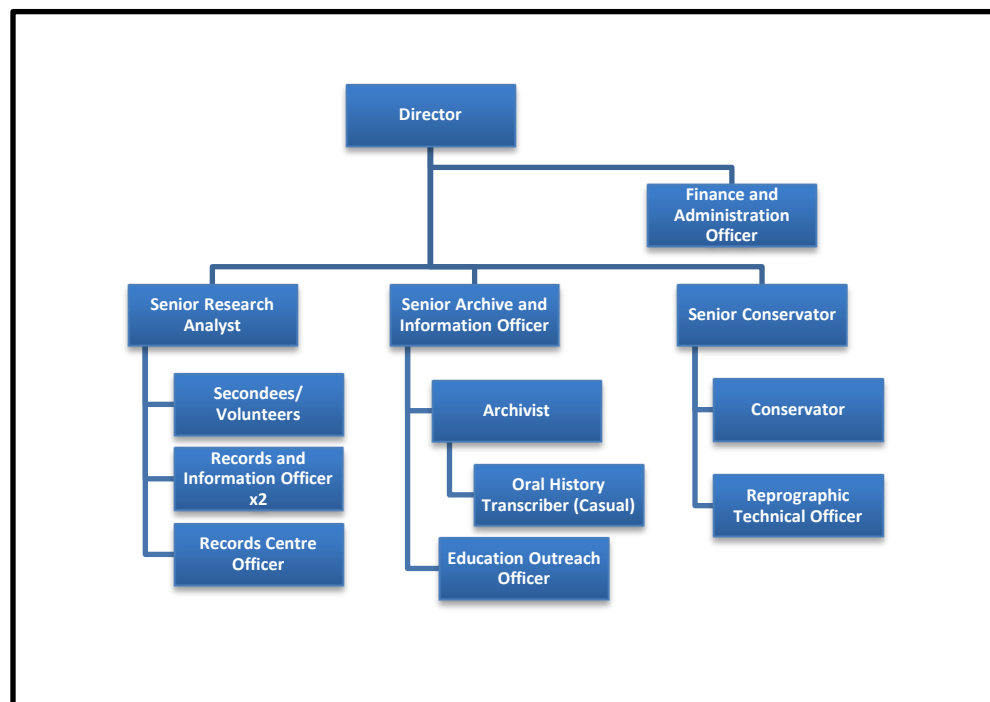 Director
Finance and
Administration
Officer
Senior Research
Analyst
Secondees/
Volunteers
Records and
Information Officer
x2
Records Centre
Officer
Senior Archive and
Information Officer
Archivist
Oral History
Transcriber (Casual)
Education Outreach
Officer
Senior Conservator
Conservator
Reprographic
Technical Officer